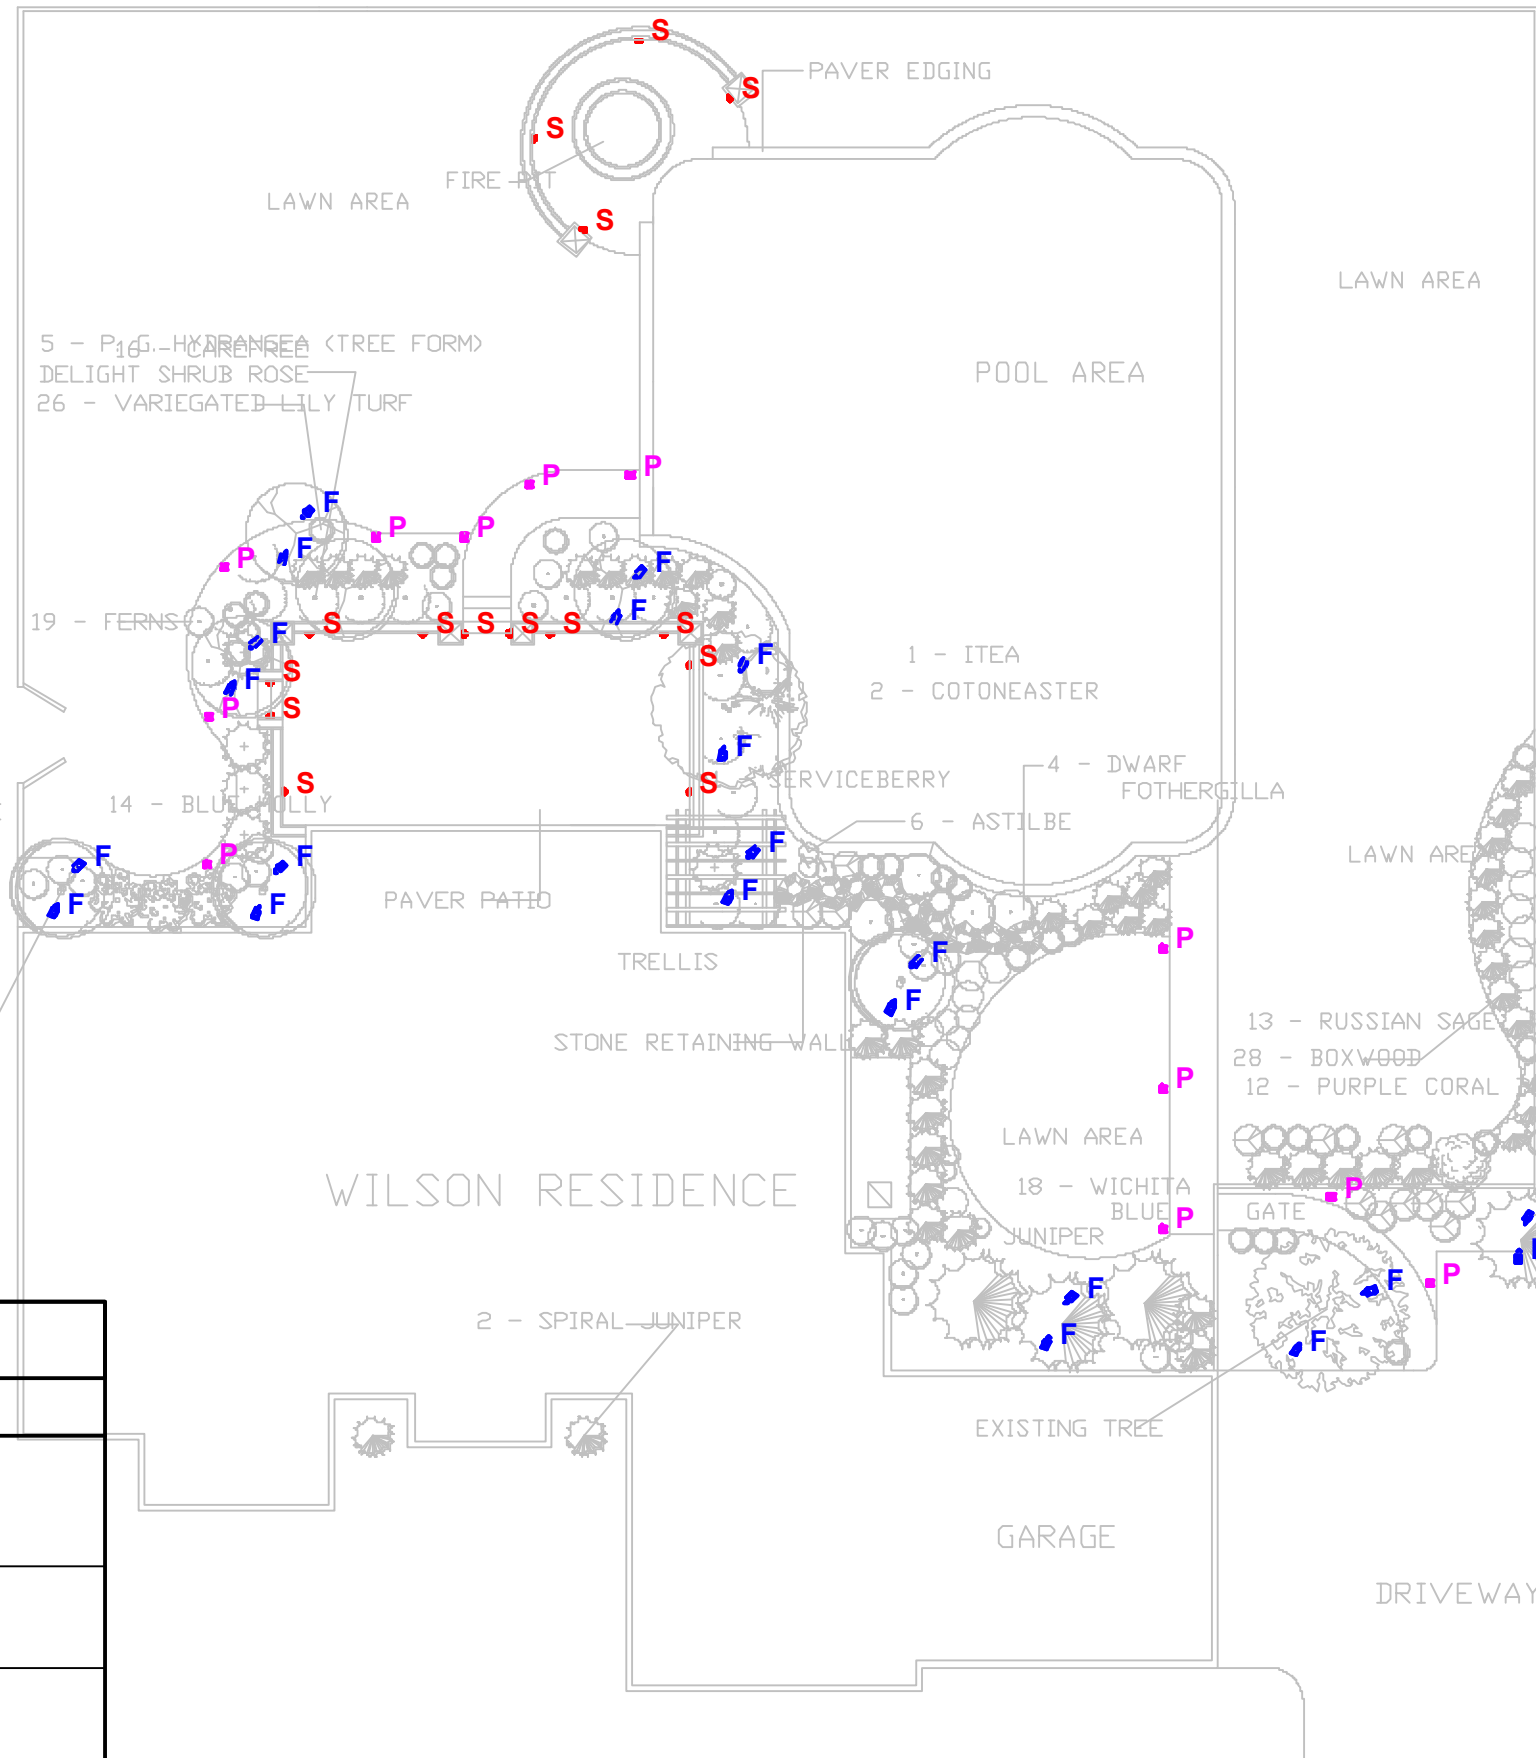 S
PAVER EDGING
S
S
FIRE PIT
LAWN AREA
S
LAWN AREA
5 - P. G. HYDRANGEA (TREE FORM)
16 - CAREFREE
DELIGHT SHRUB ROSE
26 - VARIEGATED LILY TURF
POOL AREA
P
P
F
P
P
F
P
F
F
19 - FERNS
S
S
S
S
S
S
F
F
S
1 - ITEA
2 - COTONEASTER
S
F
S
P
F
4 - DWARF
FOTHERGILLA
SERVICEBERRY
S
S
14 - BLUE HOLLY
6 - ASTILBE
F
F
P
F
LAWN AREA
F
F
F
PAVER PATIO
P
F
TRELLIS
F
13 - RUSSIAN SAGE
STONE RETAINING WALL
28 - BOXWOOD
P
12 - PURPLE CORAL
LAWN AREA
WILSON RESIDENCE
18 - WICHITA
BLUE
JUNIPER
P
P
GATE
P
F
F
2 - SPIRAL JUNIPER
F
F
EXISTING TREE
GARAGE
DRIVEWAY